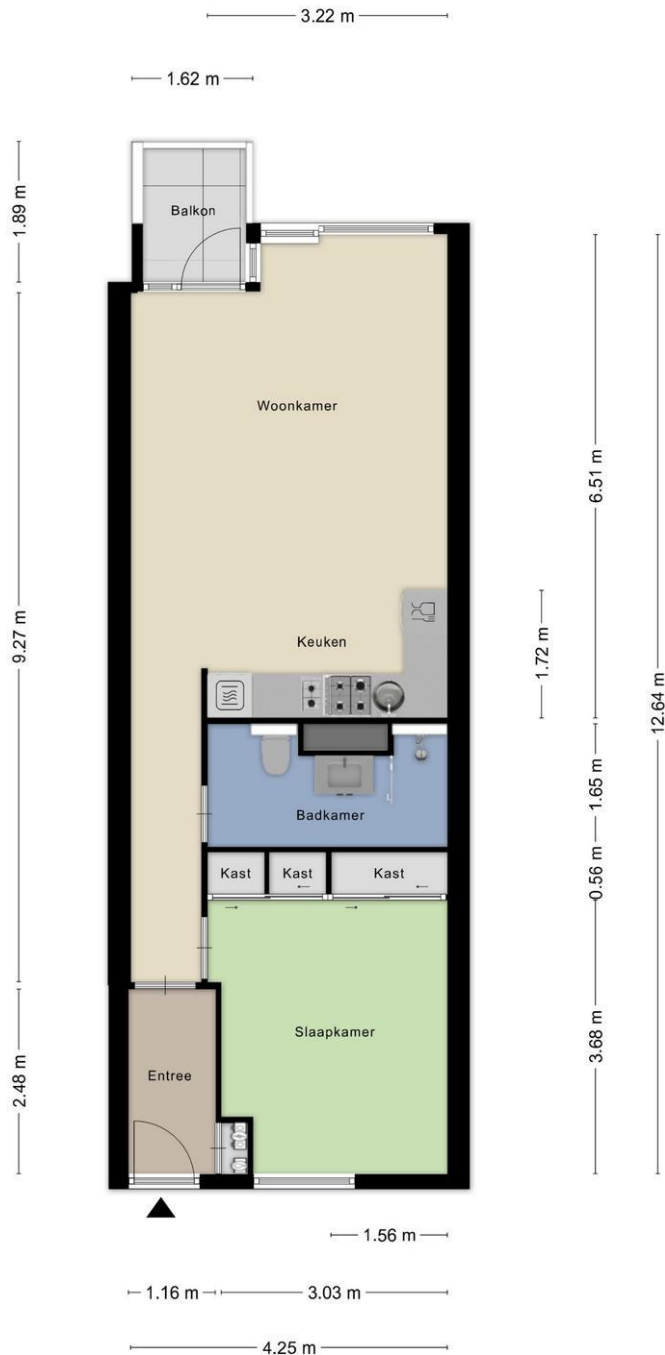 3.22 m
1.62 m
1.89 m
Balkon
Woonkamer
6.51 m
9.27 m
Keuken
1.72 m
12.64 m
1.65 m
Badkamer
Kast Kast Kast
0.56 m
Slaapkamer
3.68 m
Entree
2.48 m
1.56 m
1.16 m
3.03 m
4.25 m